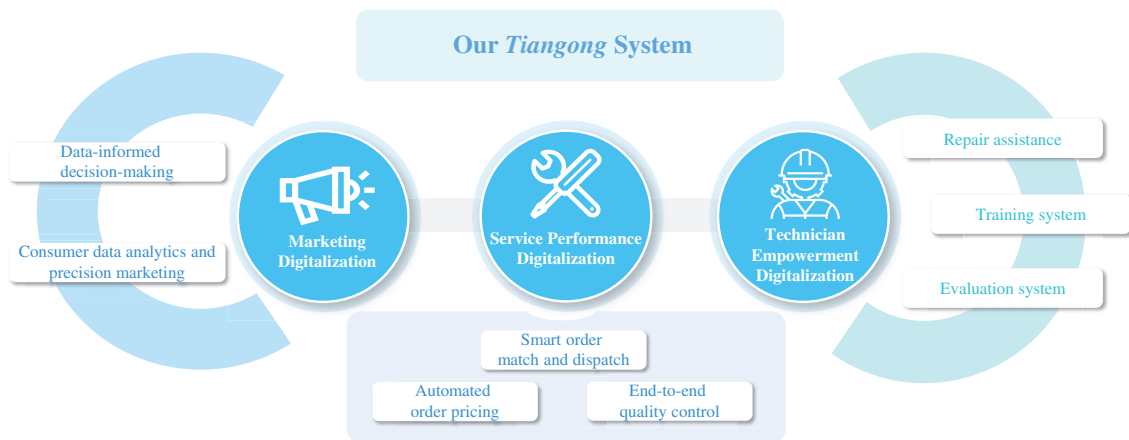 Our Tiangong System
Data-informed
decision-making
Consumer data analytics and
precision marketing
Marketing
Digitalization
Service Performance
Digitalization
Technician
Empowerment
Digitalization
Repair assistance
Training system
Evaluation system
Smart order
match and dispatch
Automated
order pricing
End-to-end
quality control